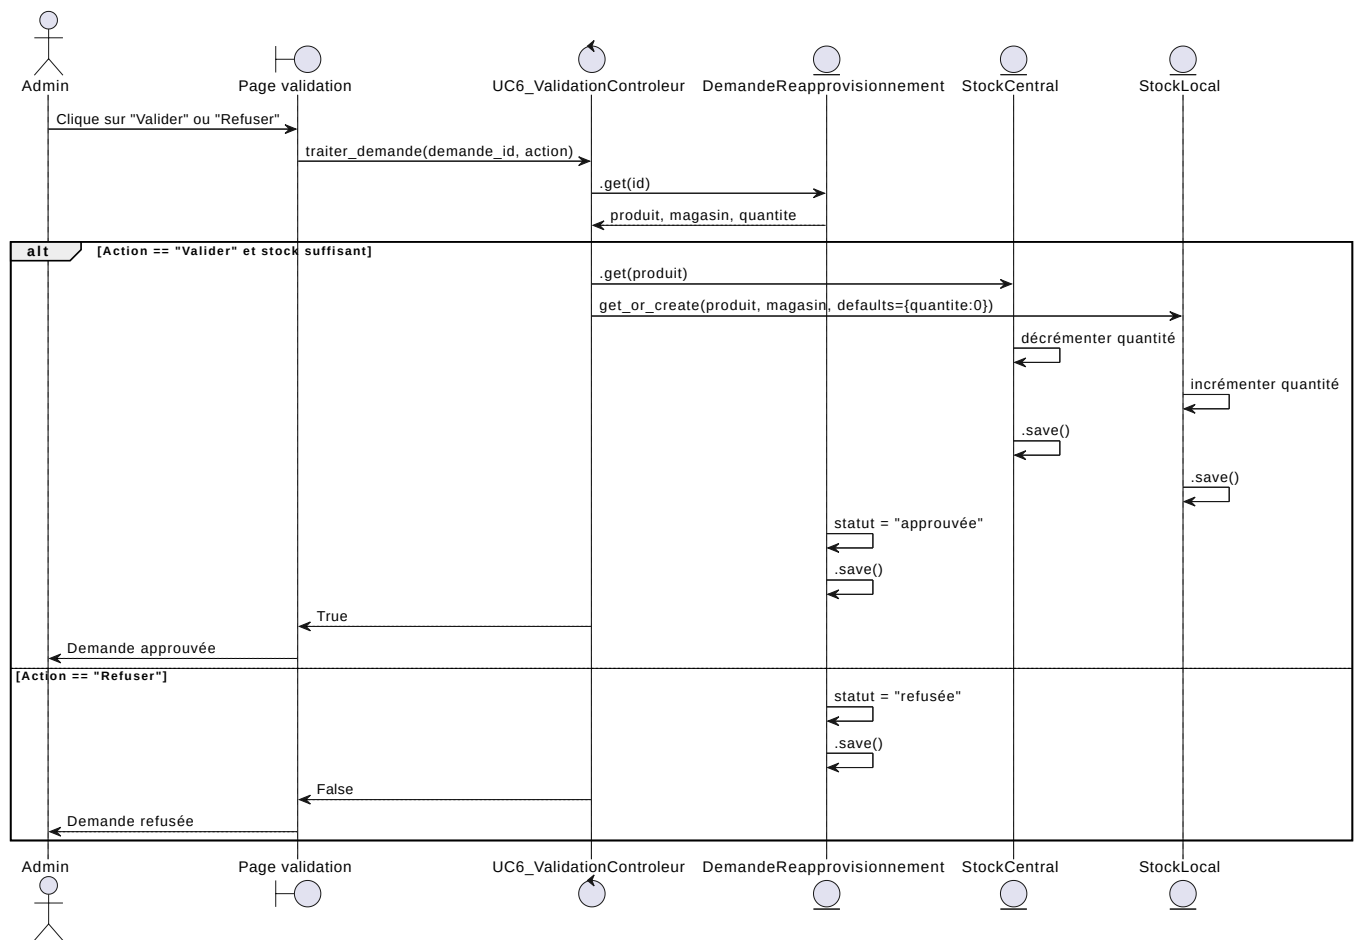 Admin
Page validation
UC6_ValidationControleur
DemandeReapprovisionnement
StockCentral
StockLocal
Clique sur "Valider" ou "Refuser"
traiter_demande(demande_id, action)
.get(id)
produit, magasin, quantite
alt
[Action == "Valider" et stock suffisant]
.get(produit)
get_or_create(produit, magasin, defaults={quantite:0})
décrémenter quantité
incrémenter quantité
.save()
.save()
statut = "approuvée"
.save()
True
Demande approuvée
[Action == "Refuser"]
statut = "refusée"
.save()
False
Demande refusée
Admin
Page validation
UC6_ValidationControleur
DemandeReapprovisionnement
StockCentral
StockLocal